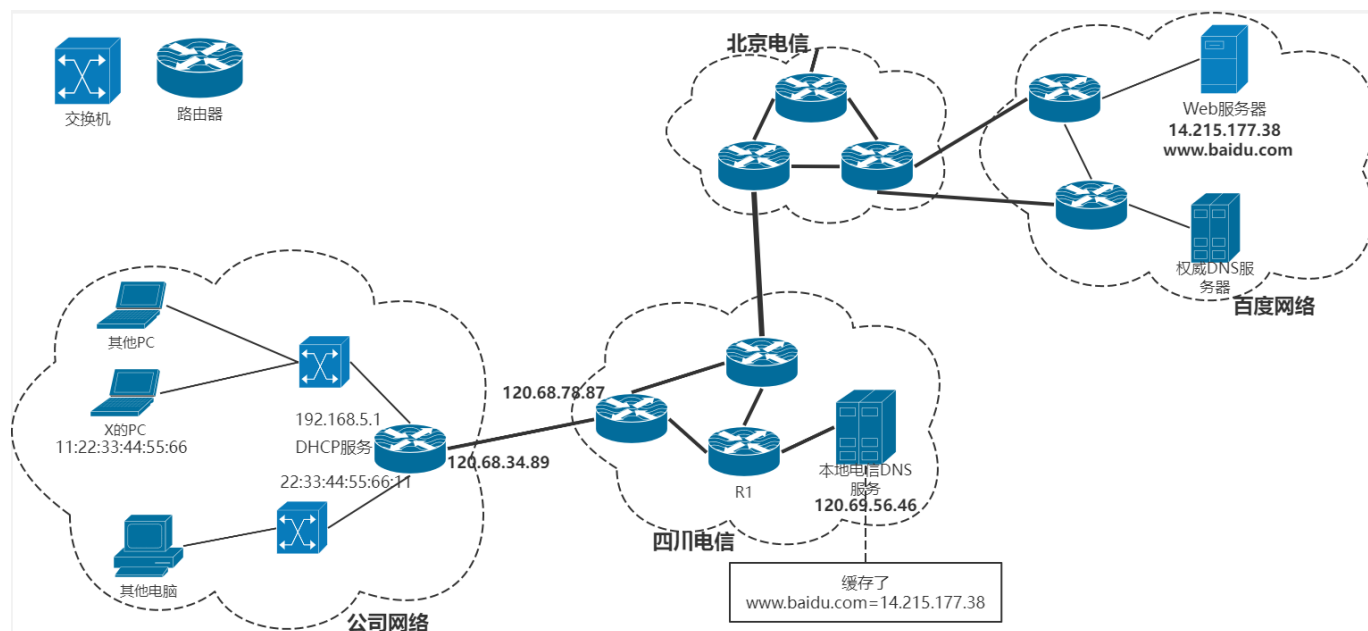 交换机
路由器
北京电信
Web服务器
14.215.177.38
www.baidu.com
权威DNS服
务器
百度网络
其他PC
X的PC
11:22:33:44:55:66
192.168.5.1
DHCP服务
22:33:44:55:66:11
120.68.34.89
120.68.78.87
其他电脑
公司网络
R1
本地电信DNS
服务
120.69.56.46
四川电信
缓存了
www.baidu.com=14.215.177.38